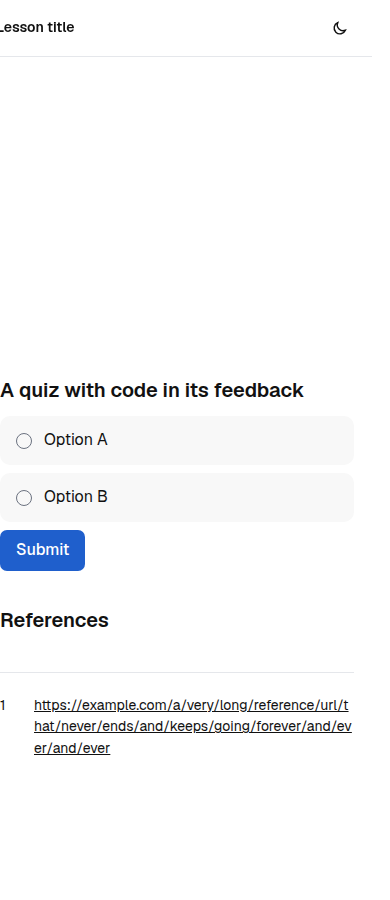 Lesson title
A quiz with code in its feedback
Option A
Option B
Submit
References
1
https://example.com/a/very/long/reference/url/t
hat/never/ends/and/keeps/going/forever/and/ev
er/and/ever